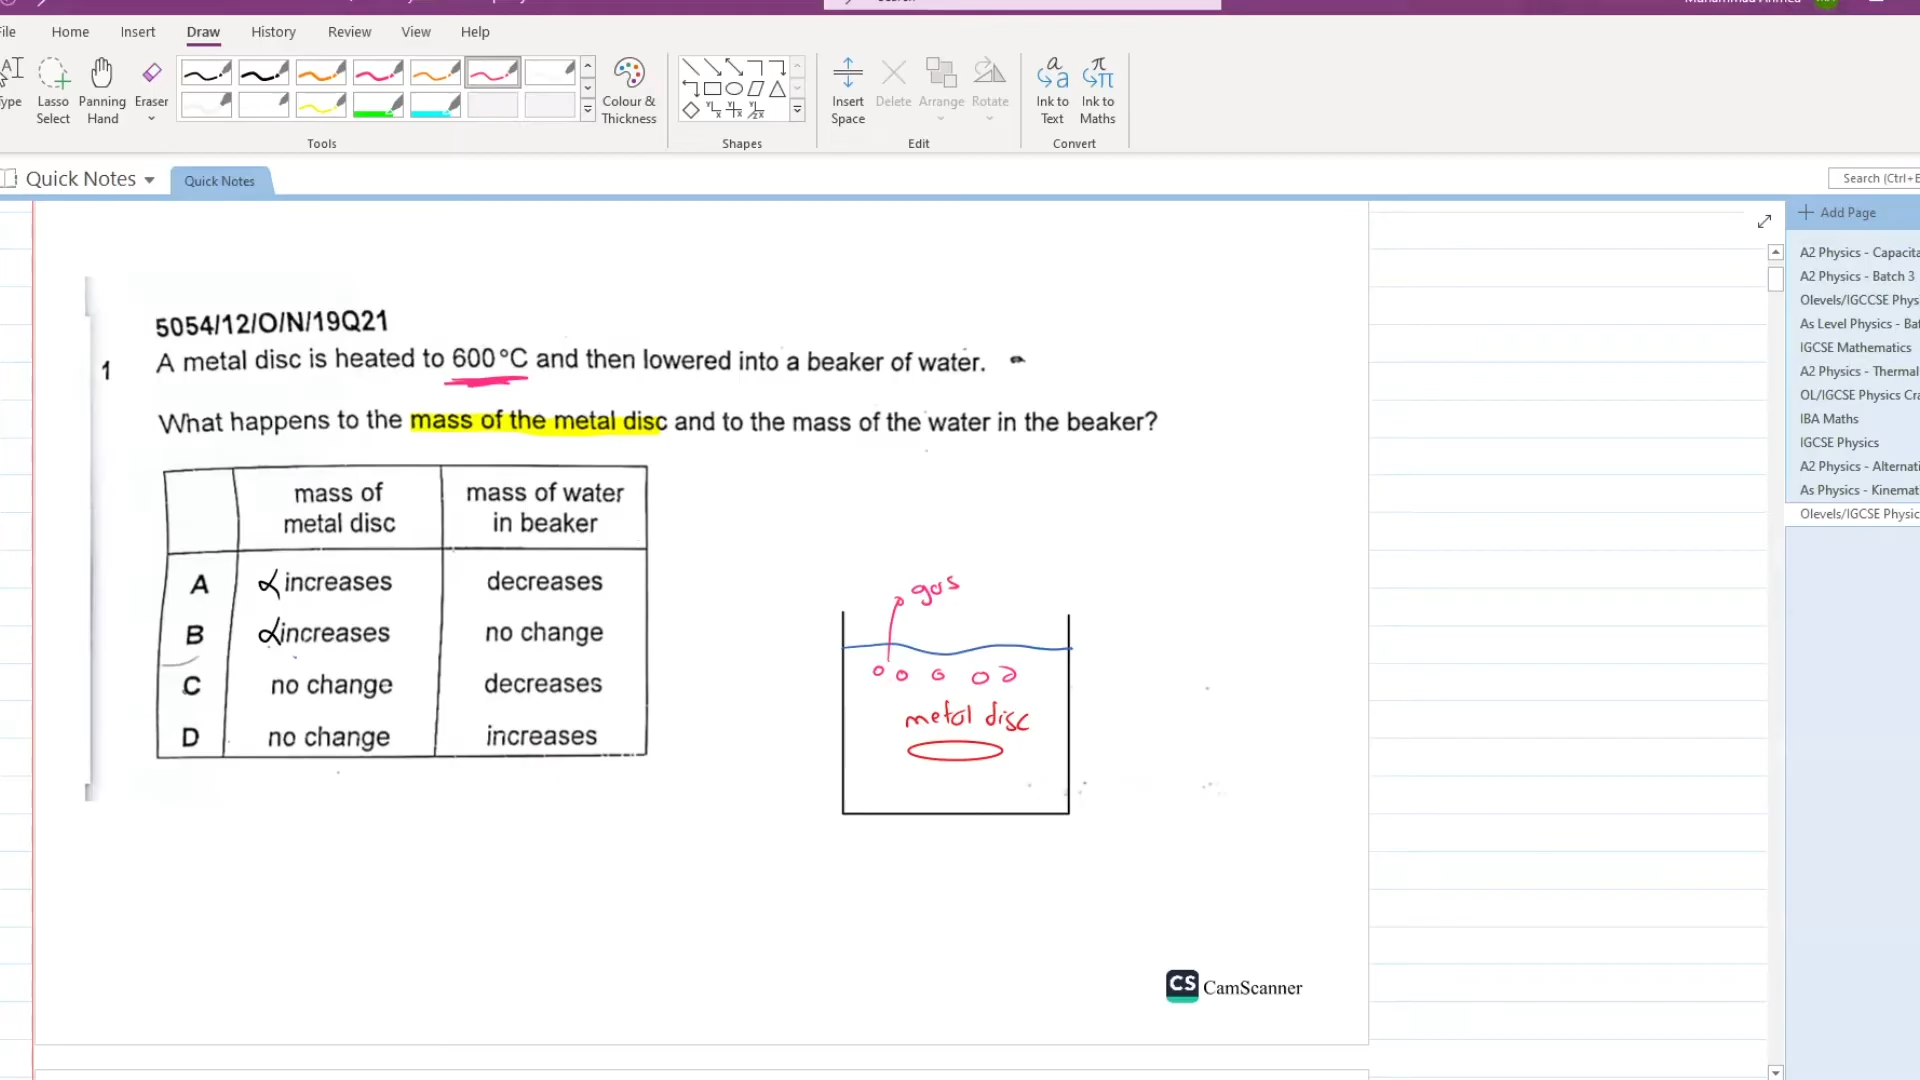 File
Home
Insert
Draw
History
Review
View
Help
Type
Lasso Select
Panning Hand
Eraser
Colour & Thickness
Insert Space
Delete
Arrange
Rotate
Ink to Text
Ink to Maths
Tools
Shapes
Edit
Convert
Quick Notes
Quick Notes
Search (Ctrl+E
Add Page
A2 Physics - Capacita
A2 Physics - Batch 3
Olevels/IGCCSE Phys
As Level Physics - Bat
IGCSE Mathematics
A2 Physics - Thermal
OL/IGCSE Physics Cra
IBA Maths
IGCSE Physics
A2 Physics - Alternati
As Physics - Kinemat
Olevels/IGCSE Physic
5054/12/O/N/19Q21
1 A metal disc is heated to 600 °C and then lowered into a beaker of water.
What happens to the mass of the metal disc and to the mass of the water in the beaker?
mass of metal disc mass of water in beaker
A increases decreases
B increases no change
C no change decreases
D no change increases
gas
metal disc
CS CamScanner